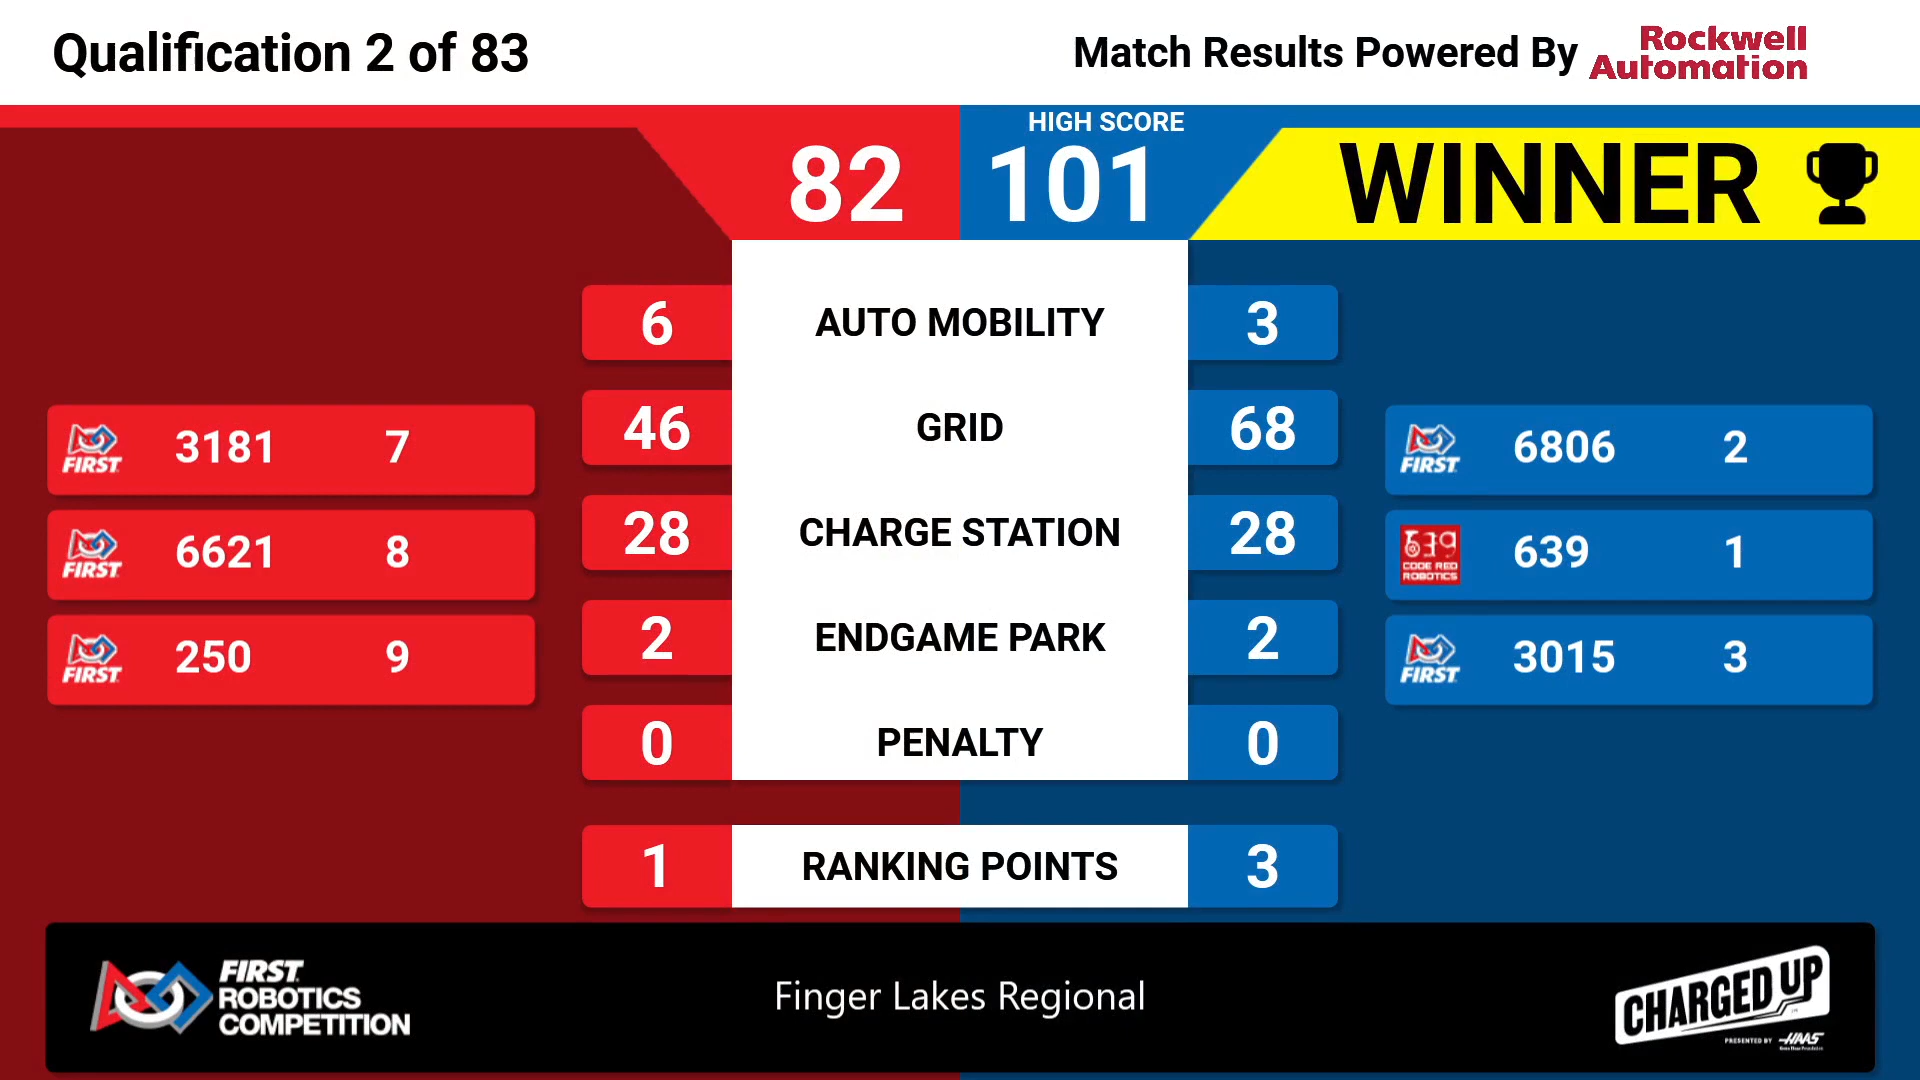 Qualification 2 of 83
Match Results Powered By
Rockwell
Automation
82
HIGH SCORE
101
WINNER
6 AUTO MOBILITY 3
46 GRID 68
28 CHARGE STATION 28
2 ENDGAME PARK 2
0 PENALTY 0
1 RANKING POINTS 3
FIRST 3181 7
FIRST 6621 8
FIRST 250 9
FIRST 6806 2
639
CODE RED
ROBOTICS
639 1
FIRST 3015 3
FIRST
ROBOTICS
COMPETITION
Finger Lakes Regional
CHARGED UP
PRESENTED BY HAAS